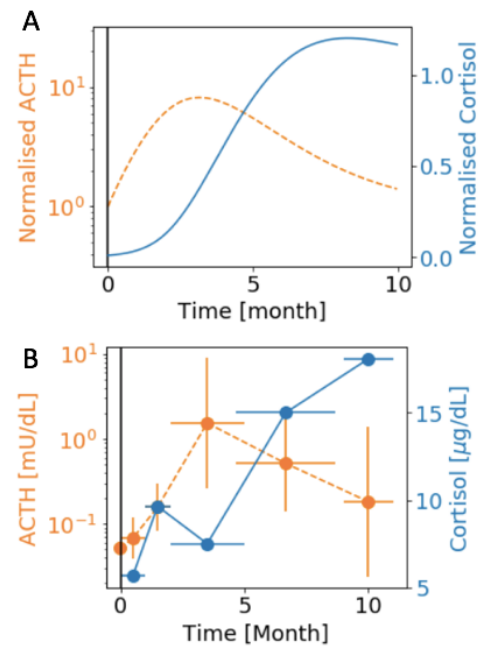 A
Normalised ACTH
10¹
10⁰
Normalised Cortisol
1.0
0.5
0.0
0 5 10
Time [month]
B
ACTH [mU/dL]
10¹
10⁰
10⁻¹
Cortisol [µg/dL]
15
10
5
0 5 10
Time [Month]